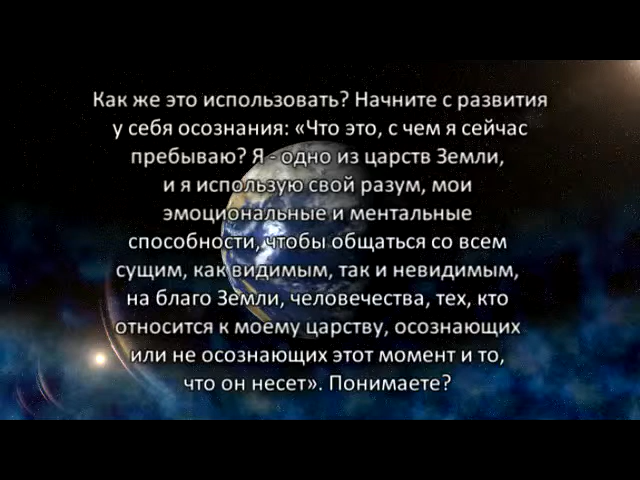 Как же это использовать? Начните с развития
у себя осознания: «Что это, с чем я сейчас
пребываю? Я - одно из царств Земли,
и я использую свой разум, мои
эмоциональные и ментальные
способности, чтобы общаться со всем
сущим, как видимым, так и невидимым,
на благо Земли, человечества, тех, кто
относится к моему царству, осознающих
или не осознающих этот момент и то,
что он несет». Понимаете?